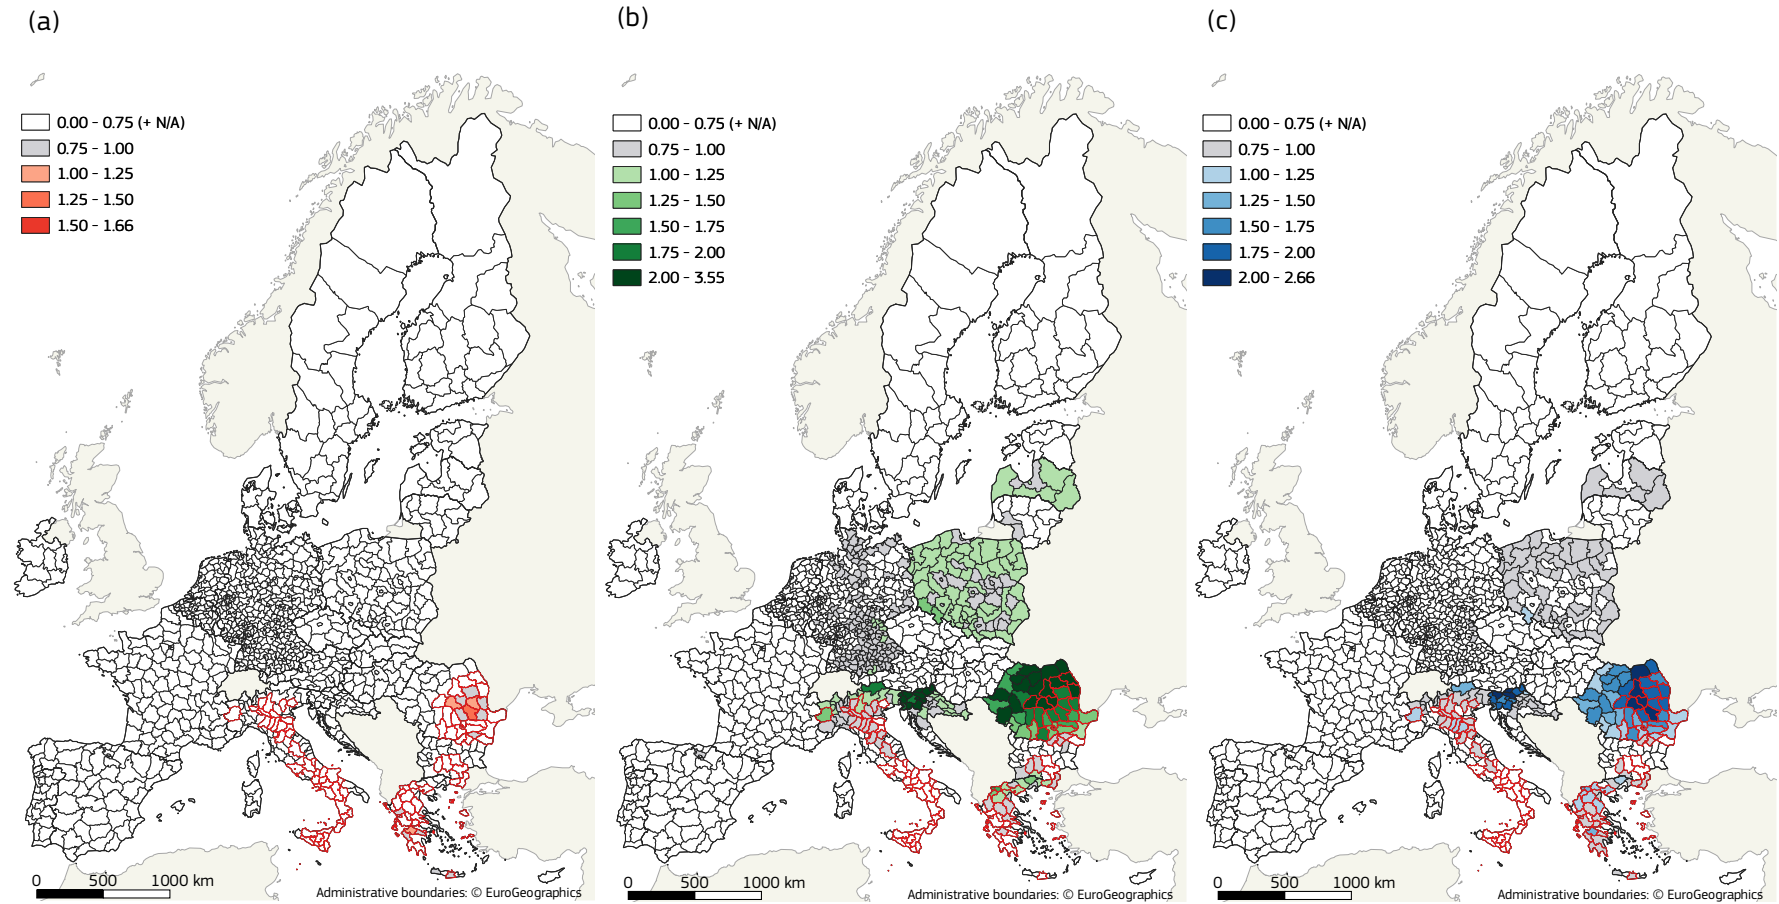 (a)
0.00 - 0.75 (+ N/A)
0.75 - 1.00
1.00 - 1.25
1.25 - 1.50
1.50 - 1.66
0 500 1000 km
Administrative boundaries: © EuroGeographics
(b)
0.00 - 0.75 (+ N/A)
0.75 - 1.00
1.00 - 1.25
1.25 - 1.50
1.50 - 1.75
1.75 - 2.00
2.00 - 3.55
0 500 1000 km
Administrative boundaries: © EuroGeographics
(c)
0.00 - 0.75 (+ N/A)
0.75 - 1.00
1.00 - 1.25
1.25 - 1.50
1.50 - 1.75
1.75 - 2.00
2.00 - 2.66
0 500 1000 km
Administrative boundaries: © EuroGeographics